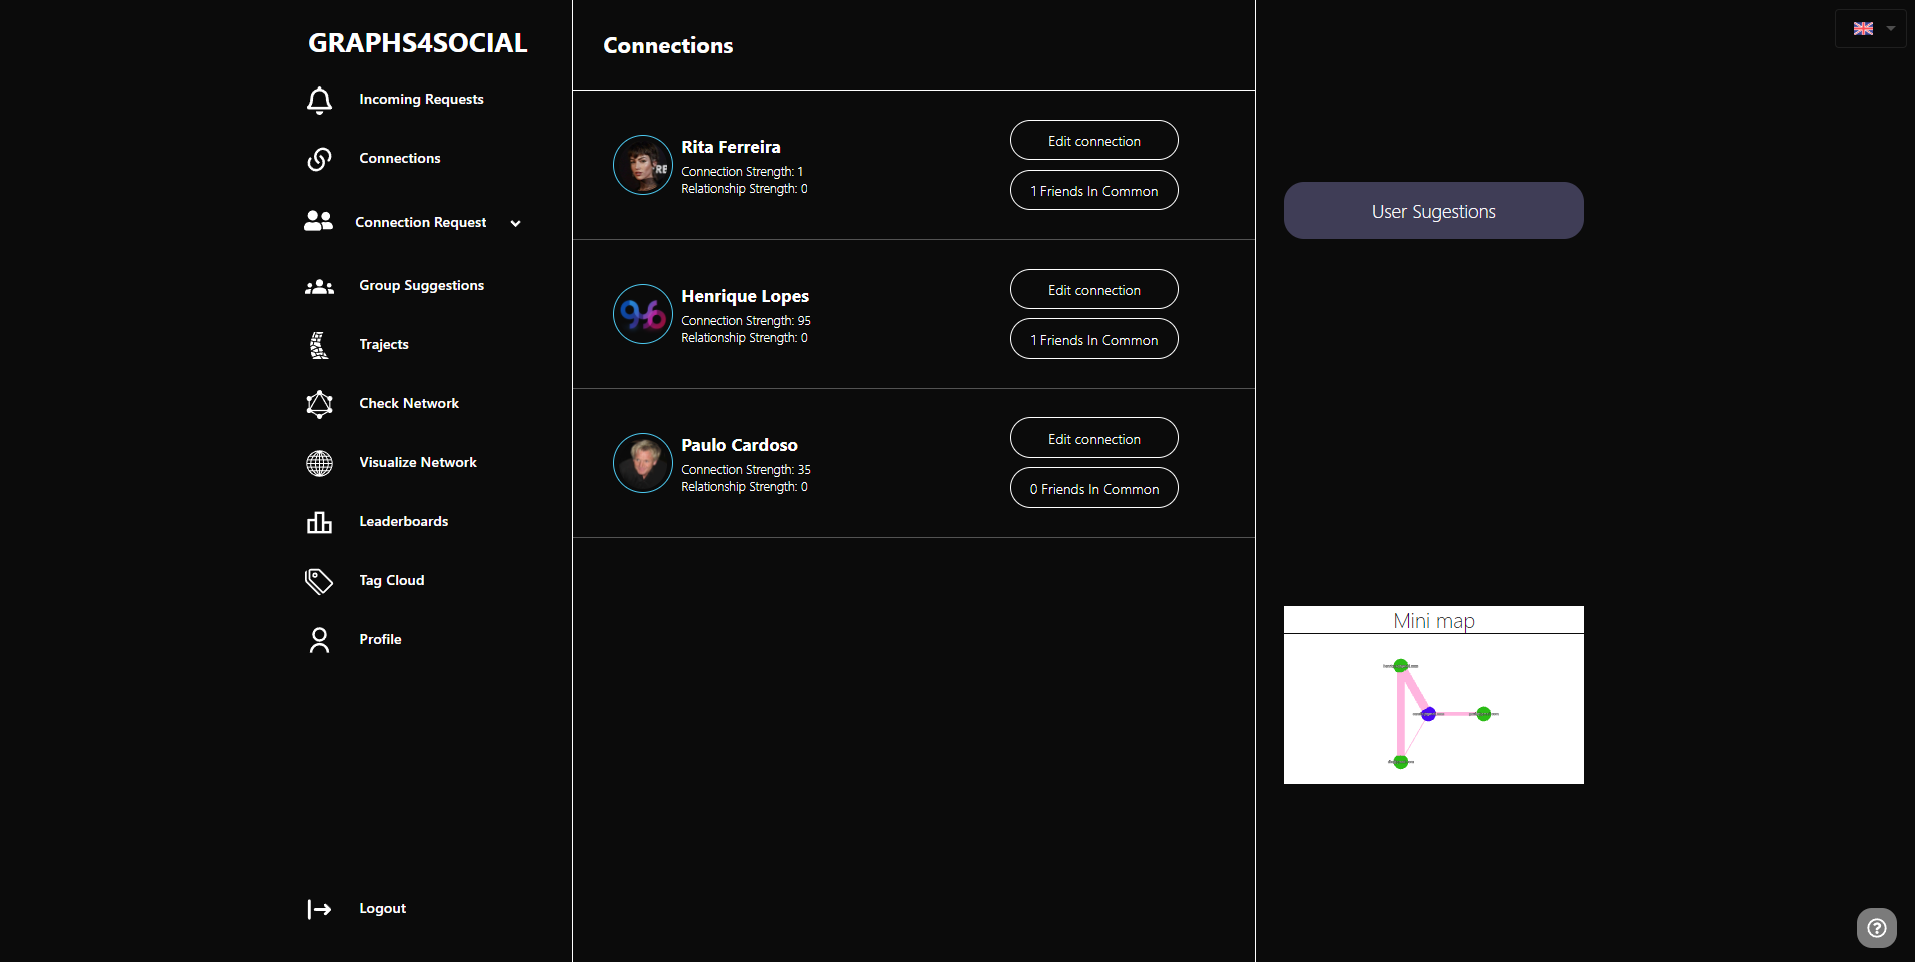 GRAPHS4SOCIAL
Incoming Requests
Connections
Connection Request
Group Suggestions
Trajects
Check Network
Visualize Network
Leaderboards
Tag Cloud
Profile
Logout
Connections
Rita Ferreira
Connection Strength: 1
Relationship Strength: 0
Edit connection
1 Friends In Common
Henrique Lopes
Connection Strength: 95
Relationship Strength: 0
Edit connection
1 Friends In Common
Paulo Cardoso
Connection Strength: 35
Relationship Strength: 0
Edit connection
0 Friends In Common
User Sugestions
Mini map